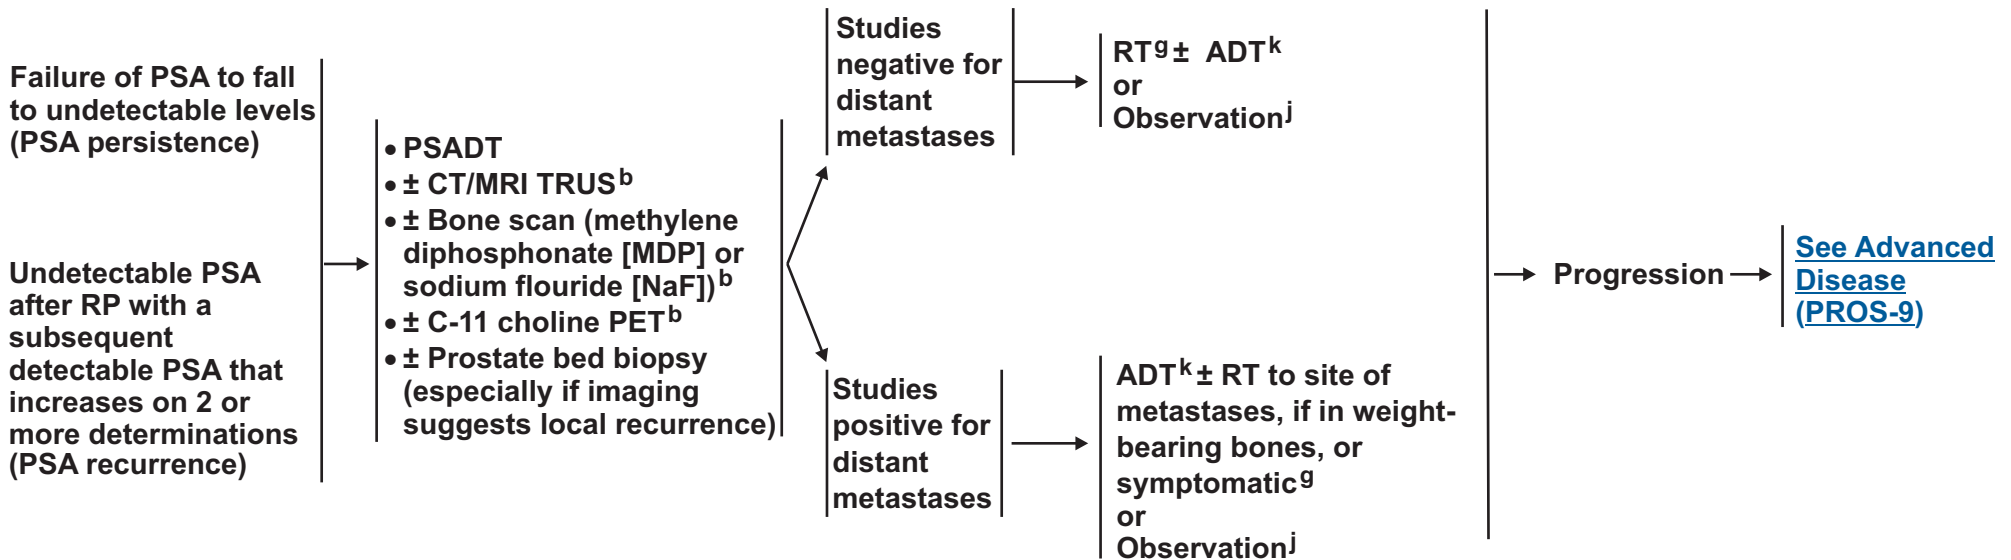 Failure of PSA to fall
to undetectable levels
(PSA persistence)
Undetectable PSA
after RP with a
subsequent
detectable PSA that
increases on 2 or
more determinations
(PSA recurrence)
• PSADT
• ± CT/MRI TRUS b
• ± Bone scan (methylene
diphosphonate [MDP] or
sodium flouride [NaF]) b
• ± C-11 choline PET b
• ± Prostate bed biopsy
(especially if imaging
suggests local recurrence)
Studies
negative for
distant
metastases
RT g ± ADT k
or
Observation j
Studies
positive for
distant
metastases
ADT k ± RT to site of
metastases, if in weight-
bearing bones, or
symptomatic g
or
Observation j
Progression
See Advanced
Disease
(PROS-9)